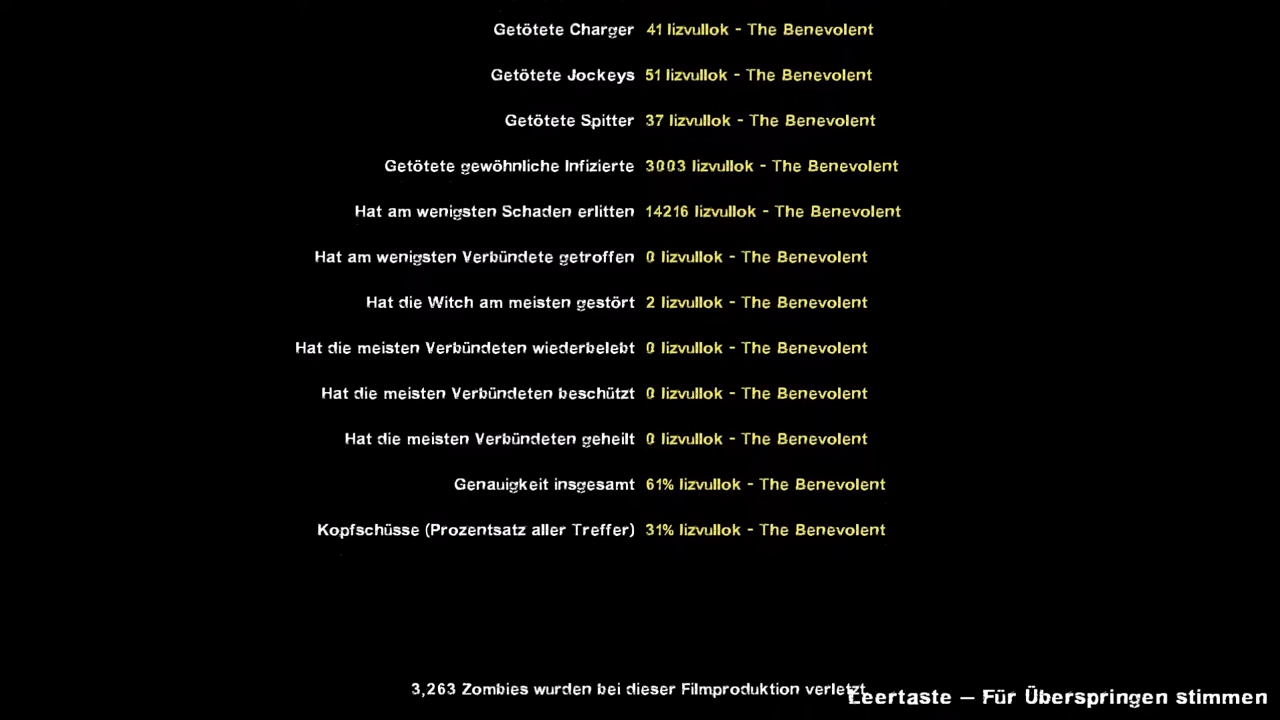 Getötete Charger 41 lizvullok - The Benevolent
Getötete Jockeys 51 lizvullok - The Benevolent
Getötete Spitter 37 lizvullok - The Benevolent
Getötete gewöhnliche Infizierte 3003 lizvullok - The Benevolent
Hat am wenigsten Schaden erlitten 14216 lizvullok - The Benevolent
Hat am wenigsten Verbündete getroffen 0 lizvullok - The Benevolent
Hat die Witch am meisten gestört 2 lizvullok - The Benevolent
Hat die meisten Verbündeten wiederbelebt 0 lizvullok - The Benevolent
Hat die meisten Verbündeten beschützt 0 lizvullok - The Benevolent
Hat die meisten Verbündeten geheilt 0 lizvullok - The Benevolent
Genauigkeit insgesamt 61% lizvullok - The Benevolent
Kopfschüsse (Prozentsatz aller Treffer) 31% lizvullok - The Benevolent
3,263 Zombies wurden bei dieser Filmproduktion verletzt
Leertaste – Für Überspringen stimmen